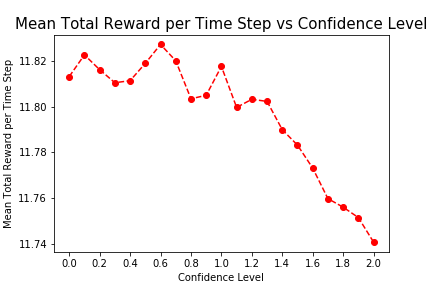 Mean Total Reward per Time Step vs Confidence Level
Mean Total Reward per Time Step
11.82
11.80
11.78
11.76
11.74
0.0 0.2 0.4 0.6 0.8 1.0 1.2 1.4 1.6 1.8 2.0
Confidence Level